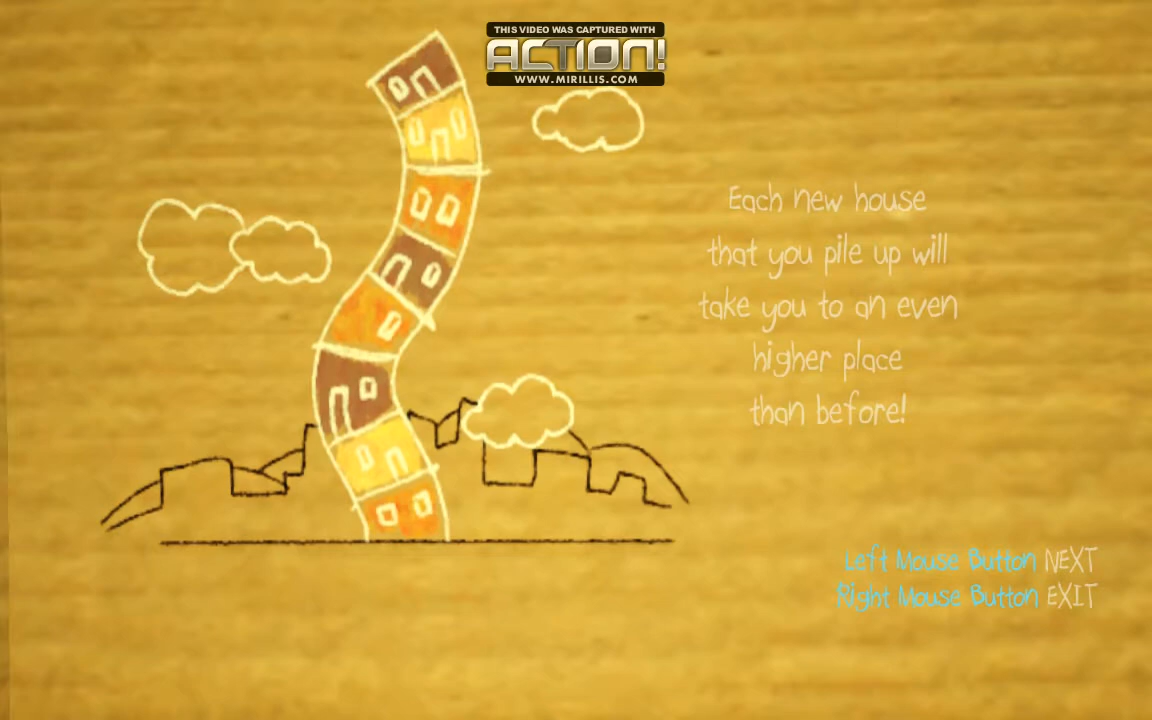 THIS VIDEO WAS CAPTURED WITH
ACTION!
WWW.MIRILLIS.COM
Each new house
that you pile up will
take you to an even
higher place
than before!
Left Mouse Button NEXT
Right Mouse Button EXIT